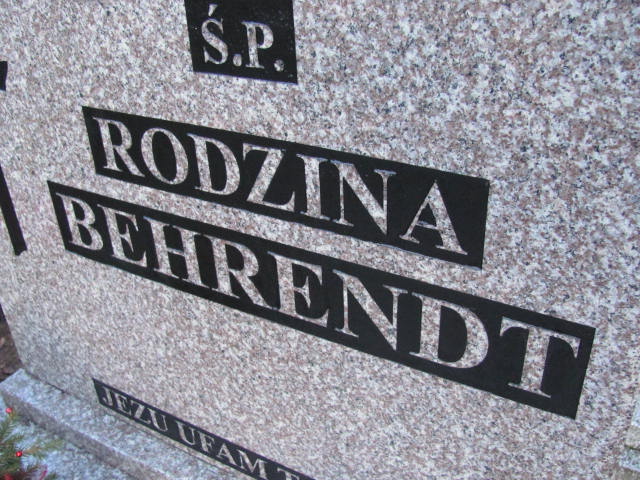 Ś.P.
RODZINA
BEHRENDT
JEZU UFAM